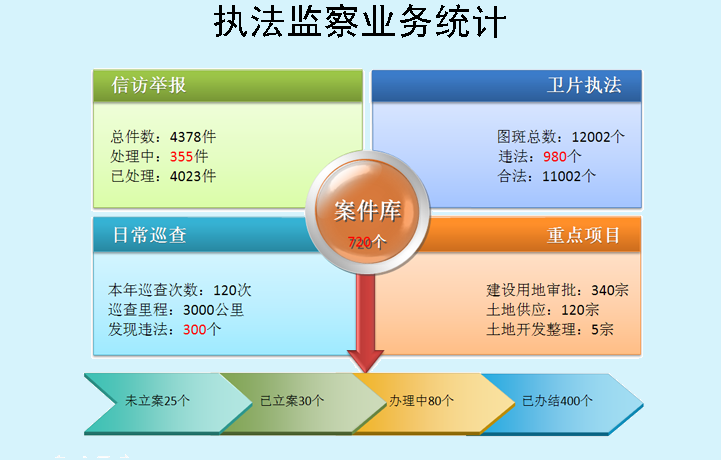 执法监察业务统计
信访举报
总件数：4378件
处理中：355件
已处理：4023件
卫片执法
图斑总数：12002个
违法：980个
合法：11002个
案件库
720个
日常巡查
本年巡查次数：120次
巡查里程：3000公里
发现违法：300个
重点项目
建设用地审批：340宗
土地供应：120宗
土地开发整理：5宗
未立案25个
已立案30个
办理中80个
已办结400个